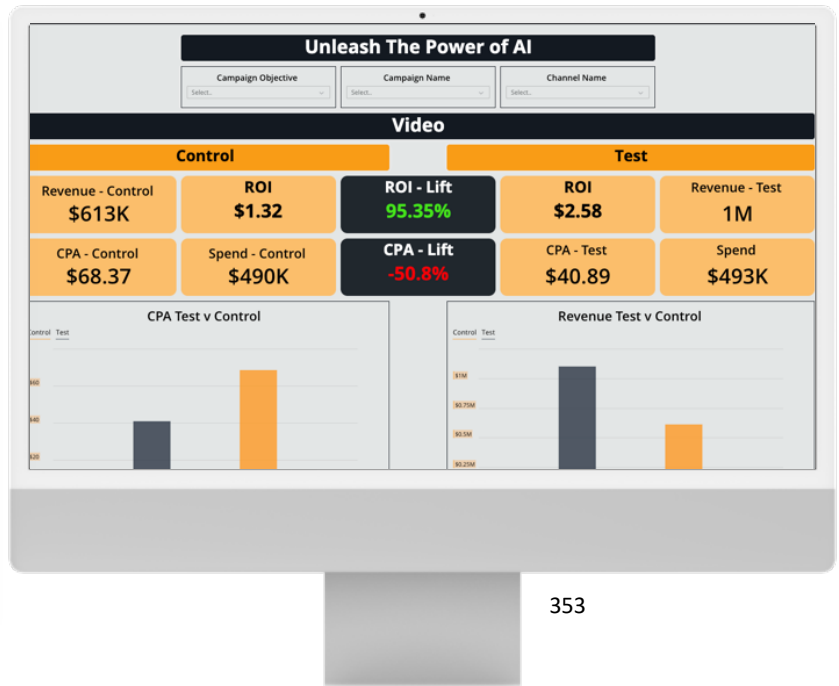 Unleash The Power of AI
Campaign Objective
Select..
Campaign Name
Select..
Channel Name
Select..
Video
Control
Test
Revenue - Control
$613K
ROI
$1.32
ROI - Lift
95.35%
ROI
$2.58
Revenue - Test
1M
CPA - Control
$68.37
Spend - Control
$490K
CPA - Lift
-50.8%
CPA - Test
$40.89
Spend
$493K
CPA Test v Control
Control Test
$60
$40
$20
Revenue Test v Control
Control Test
$1M
$0.75M
$0.5M
$0.25M
353